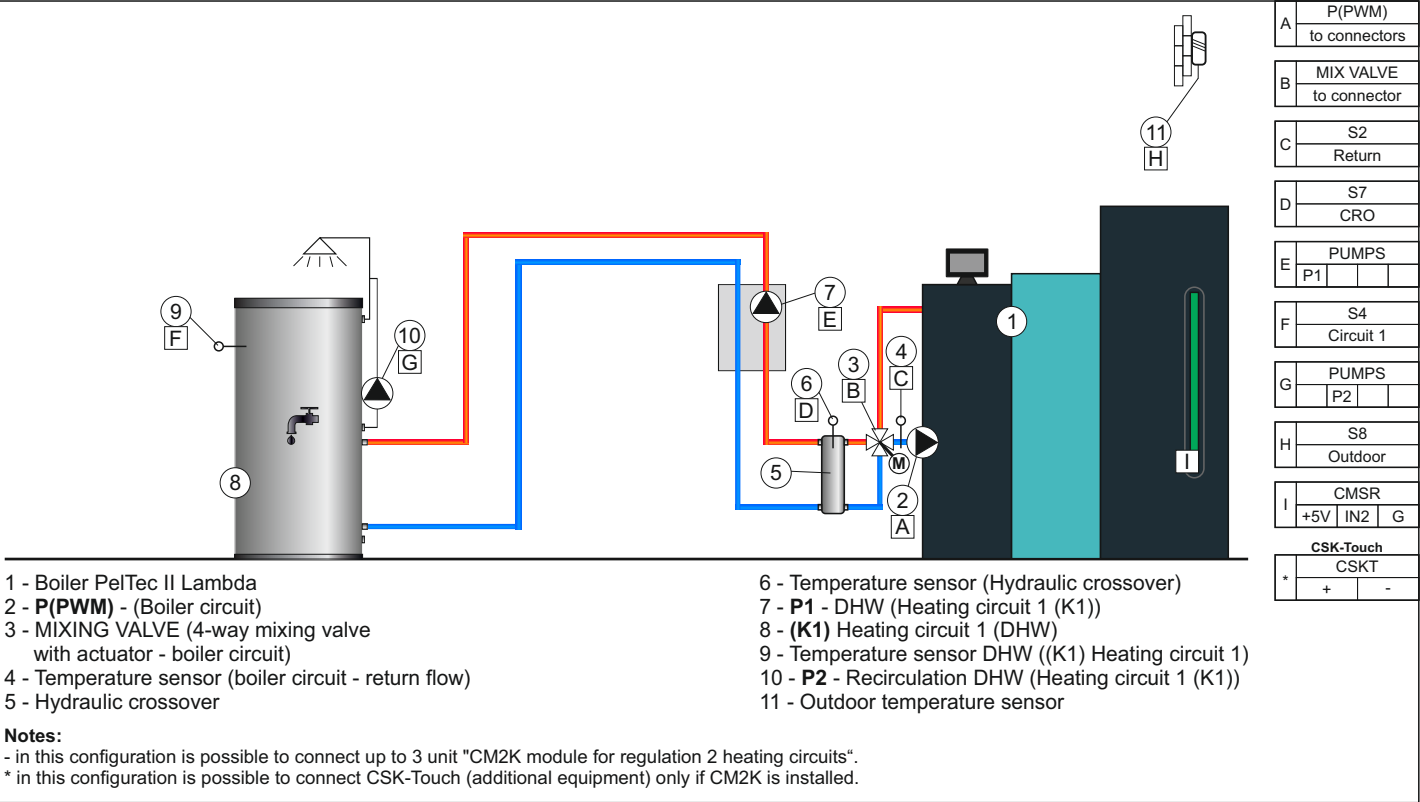 11
H
9
F
10
G
7
E
1
4
C
3
B
6
D
M
5
I
8
2
A
A
P(PWM)
to connectors
B
MIX VALVE
to connector
C
S2
Return
D
S7
CRO
E
PUMPS
P1
F
S4
Circuit 1
G
PUMPS
P2
H
S8
Outdoor
I
CMSR
+5V IN2 G
CSK-Touch
*
CSKT
+ -
1 - Boiler PelTec II Lambda
2 - P(PWM) - (Boiler circuit)
3 - MIXING VALVE (4-way mixing valve
with actuator - boiler circuit)
4 - Temperature sensor (boiler circuit - return flow)
5 - Hydraulic crossover
6 - Temperature sensor (Hydraulic crossover)
7 - P1 - DHW (Heating circuit 1 (K1))
8 - (K1) Heating circuit 1 (DHW)
9 - Temperature sensor DHW ((K1) Heating circuit 1)
10 - P2 - Recirculation DHW (Heating circuit 1 (K1))
11 - Outdoor temperature sensor
Notes:
- in this configuration is possible to connect up to 3 unit "CM2K module for regulation 2 heating circuits“.
* in this configuration is possible to connect CSK-Touch (additional equipment) only if CM2K is installed.